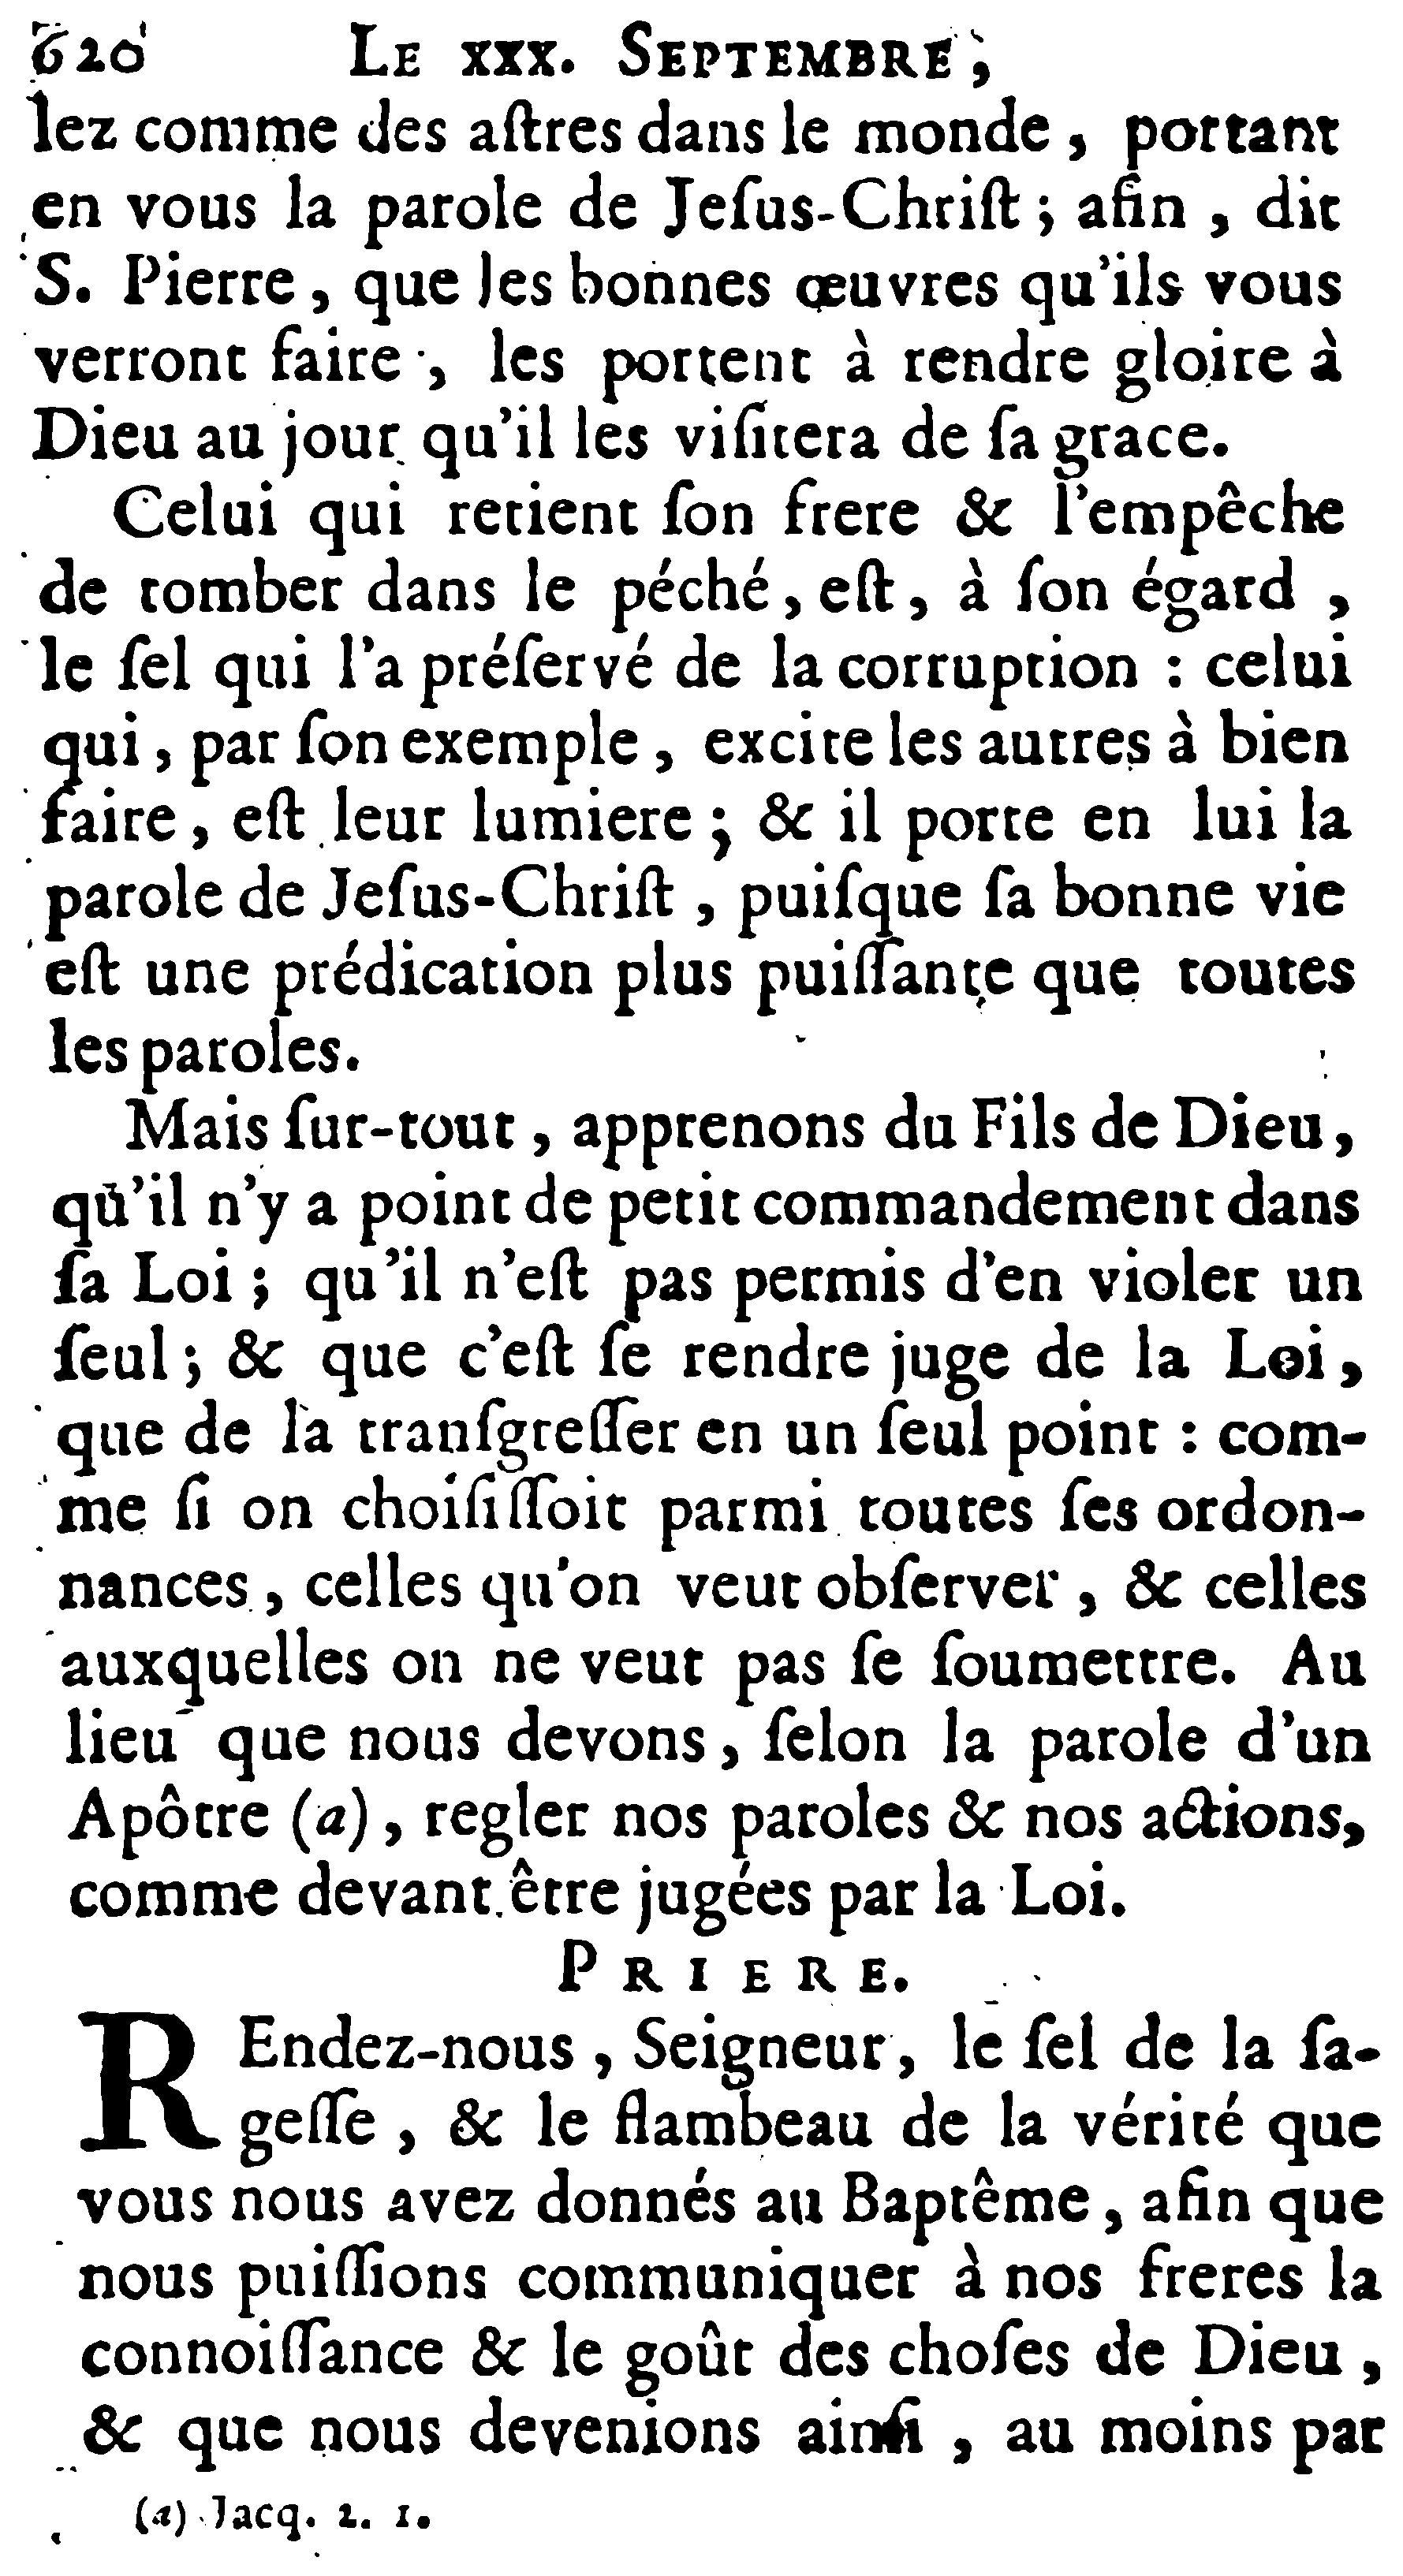 620 LE XXX. SEPTEMBRE,
lez comme des aſtres dans le monde, portant
en vous la parole de Jeſus-Chriſt; afin, dit
S. Pierre, que les bonnes œuvres qu'ils vous
verront faire, les portent à rendre gloire à
Dieu au jour qu'il les viſitera de ſa grace.
Celui qui retient ſon frere & l'empêche
de tomber dans le péché, eſt, à ſon égard,
le ſel qui l'a préſervé de la corruption : celui
qui, par ſon exemple, excite les autres à bien
faire, eſt leur lumiere; & il porte en lui la
parole de Jeſus-Chriſt, puiſque ſa bonne vie
eſt une prédication plus puiſſante que toutes
les paroles.
Mais ſur-tout, apprenons du Fils de Dieu,
qu'il n'y a point de petit commandement dans
ſa Loi; qu'il n'eſt pas permis d'en violer un
ſeul; & que c'eſt ſe rendre juge de la Loi,
que de la tranſgreſſer en un ſeul point : com-
me ſi on choiſiſſoit parmi toutes ſes ordon-
nances, celles qu'on veut obſerver, & celles
auxquelles on ne veut pas ſe ſoumettre. Au
lieu que nous devons, ſelon la parole d'un
Apôtre (a), regler nos paroles & nos actions,
comme devant être jugées par la Loi.
PRIERE.
REndez-nous, Seigneur, le ſel de la ſa-
geſſe, & le flambeau de la vérité que
vous nous avez donnés au Baptême, afin que
nous puiſſions communiquer à nos freres la
connoiſſance & le goût des choſes de Dieu,
& que nous devenions ainſi, au moins par
(a) Jacq. 2. 1.